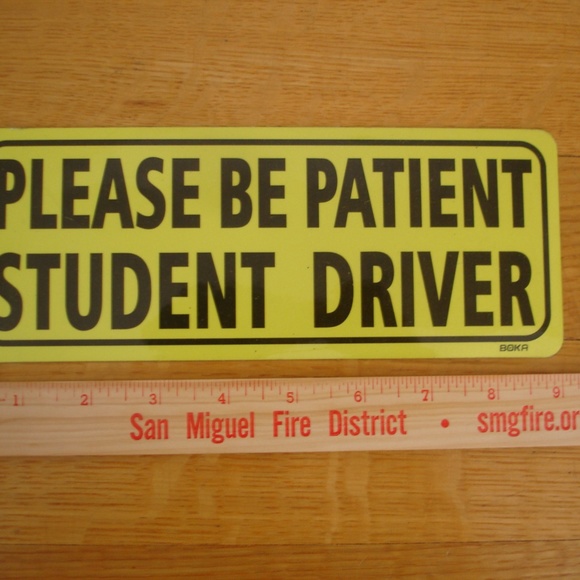 PLEASE BE PATIENT
STUDENT DRIVER
BOKA
1 2 3 4 5 6 7 8 9
San Miguel Fire District • smgfire.or